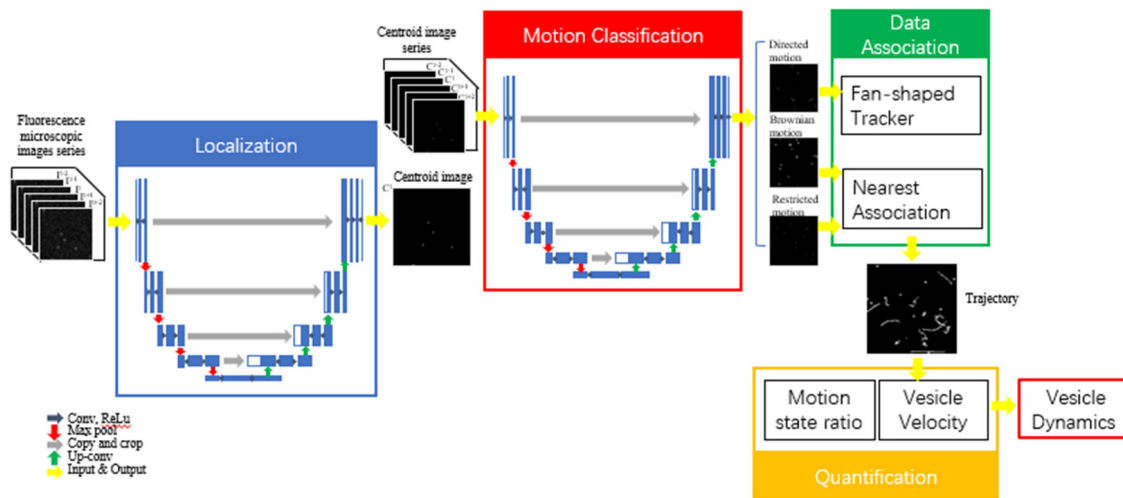 Fluorescence
microscopic
images series
Localization
Centroid image
series
Centroid image
Motion Classification
Directed
motion
Brownian
motion
Restricted
motion
Data
Association
Fan-shaped
Tracker
Nearest
Association
Trajectory
Motion
state ratio
Vesicle
Velocity
Quantification
Vesicle
Dynamics
Conv, ReLu
Max pool
Copy and crop
Up-conv
Input & Output